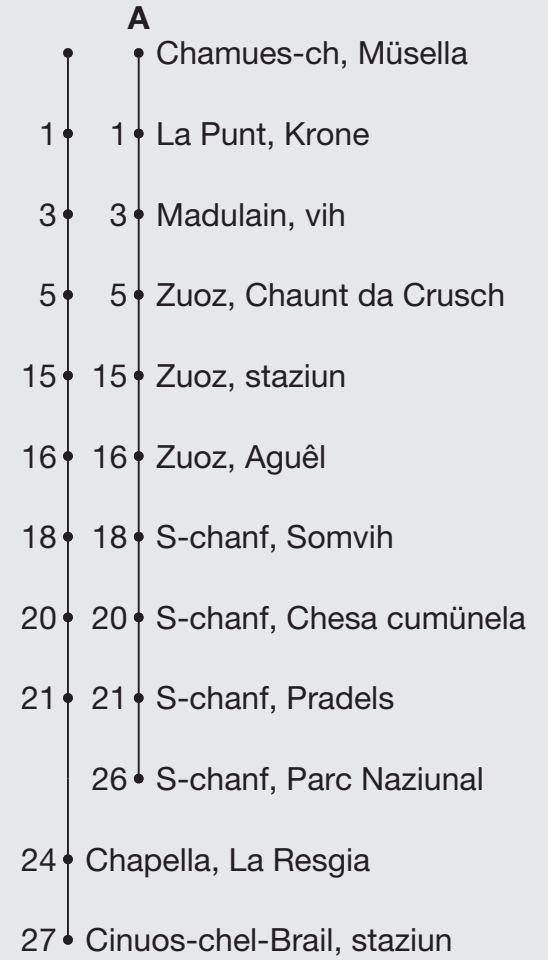 A
Chamues-ch, Müsella
1 1 La Punt, Krone
3 3 Madulain, vih
5 5 Zuoz, Chaunt da Crusch
15 15 Zuoz, staziun
16 16 Zuoz, Aguêl
18 18 S-chanf, Somvih
20 20 S-chanf, Chesa cumünela
21 21 S-chanf, Pradels
26 S-chanf, Parc Naziunal
24 Chapella, La Resgia
27 Cinuos-chel-Brail, staziun